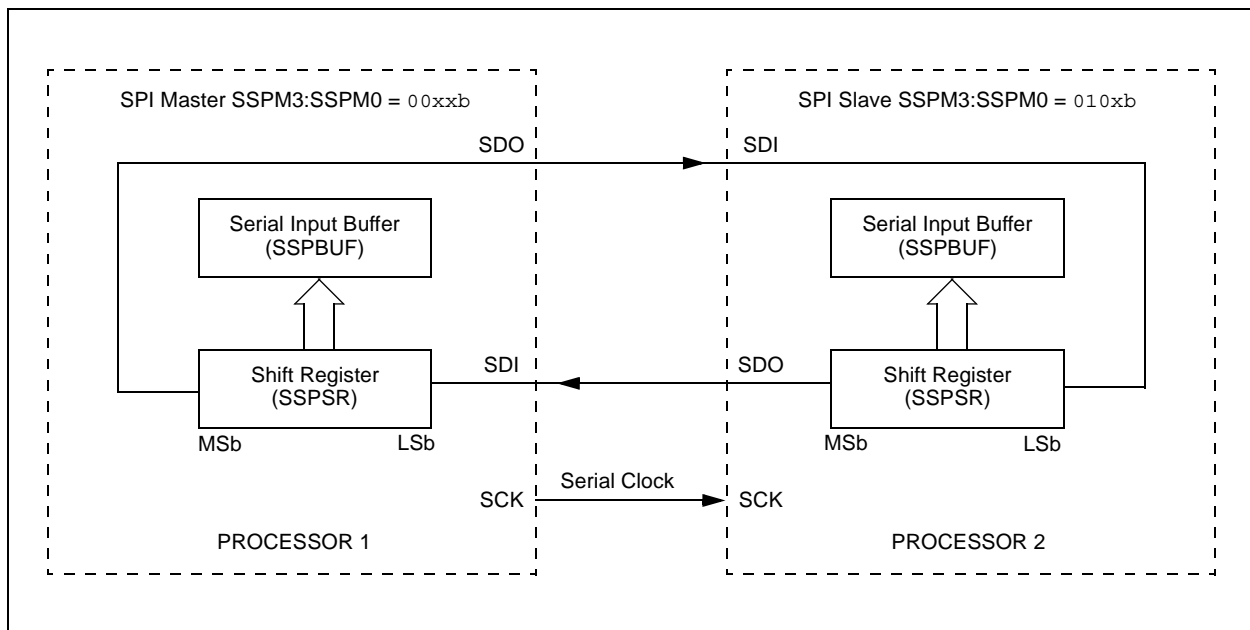 SPI Master SSPM3:SSPM0 = 00xxb
SPI Slave SSPM3:SSPM0 = 010xb
SDO
SDI
Serial Input Buffer
(SSPBUF)
Serial Input Buffer
(SSPBUF)
Shift Register
(SSPSR)
SDI
SDO
Shift Register
(SSPSR)
MSb
LSb
MSb
LSb
SCK
Serial Clock
SCK
PROCESSOR 1
PROCESSOR 2